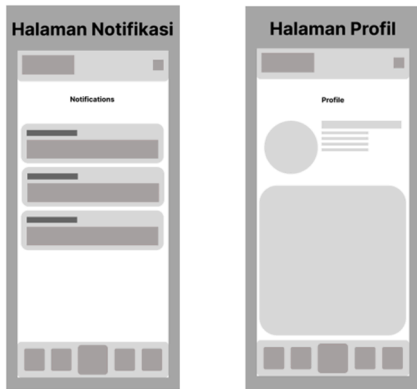 Halaman Notifikasi
Notifications
Halaman Profil
Profile